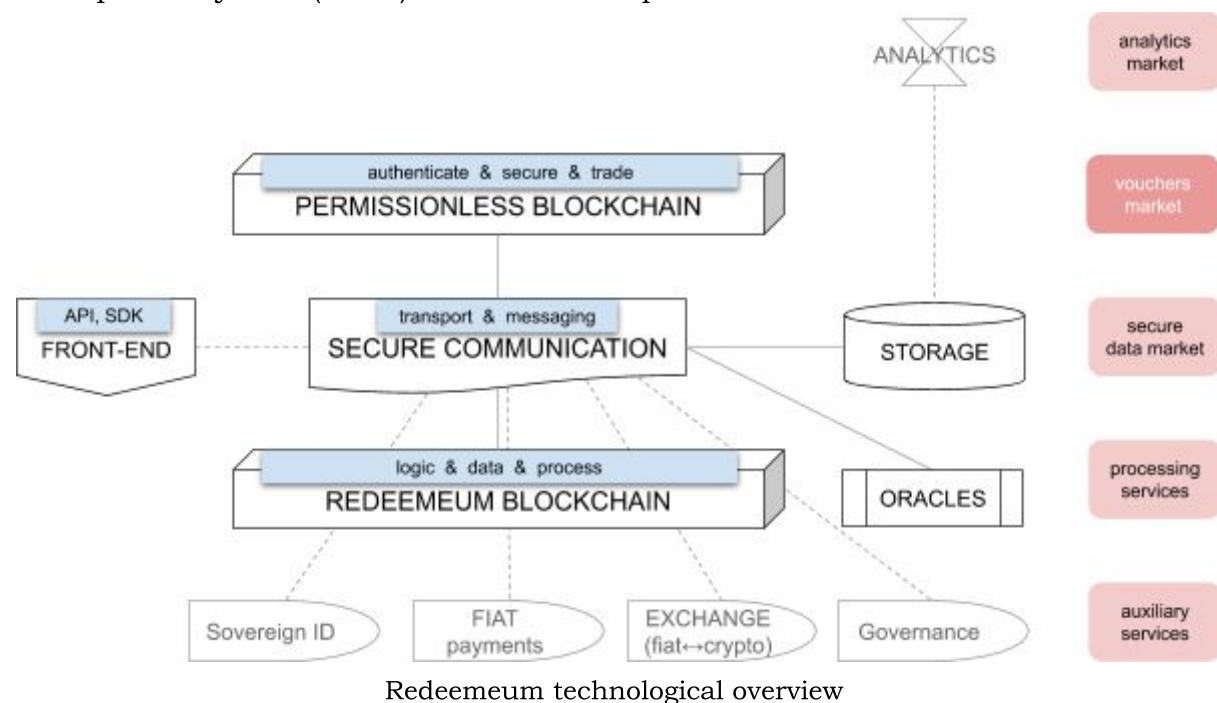 ANALYTICS
analytics
market
authenticate & secure & trade
PERMISSIONLESS BLOCKCHAIN
vouchers
market
API, SDK
FRONT-END
transport & messaging
SECURE COMMUNICATION
STORAGE
secure
data market
logic & data & process
REDEEMEUM BLOCKCHAIN
ORACLES
processing
services
Sovereign ID
FIAT
payments
EXCHANGE
(fiat↔crypto)
Governance
auxiliary
services
Redeemeum technological overview